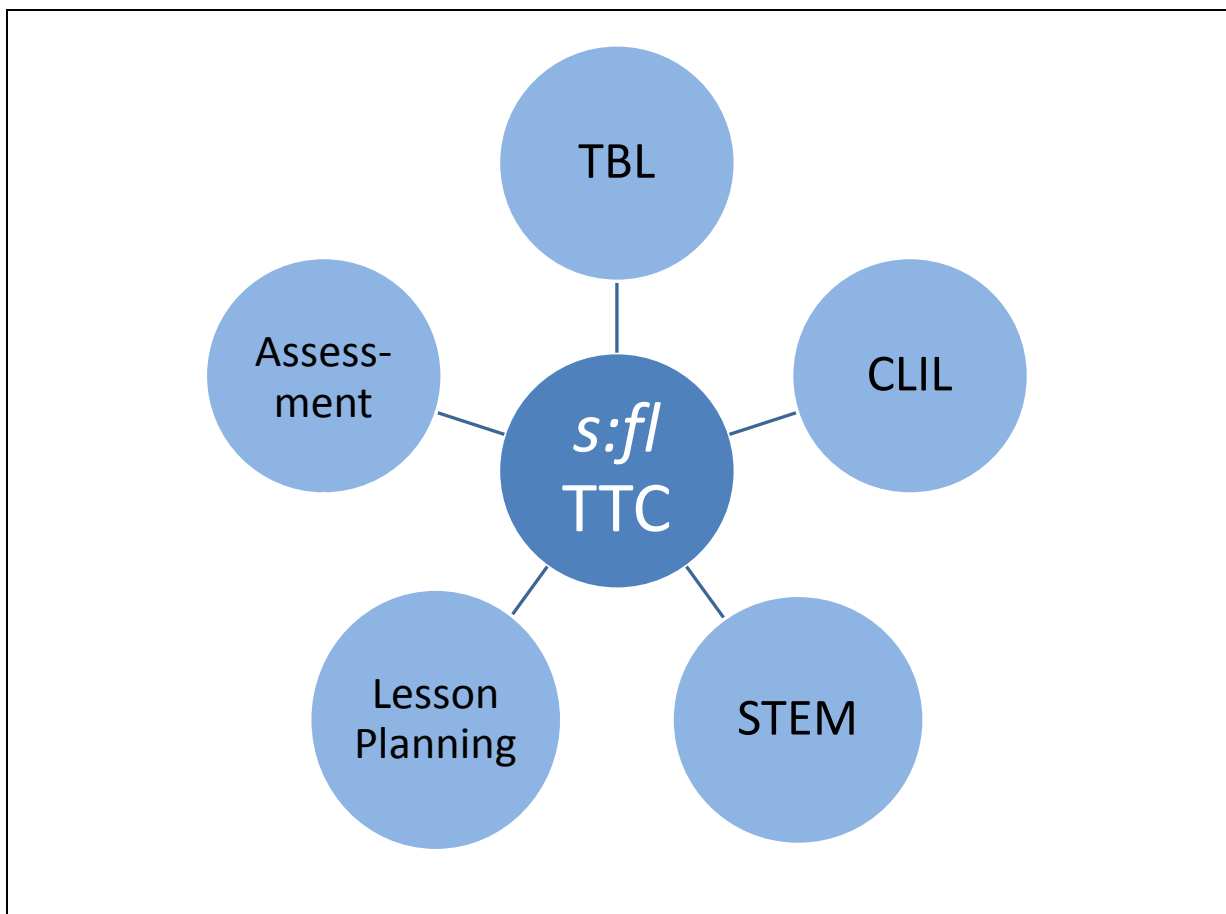 TBL
CLIL
STEM
Lesson
Planning
Assess-
ment
s:fl
TTC